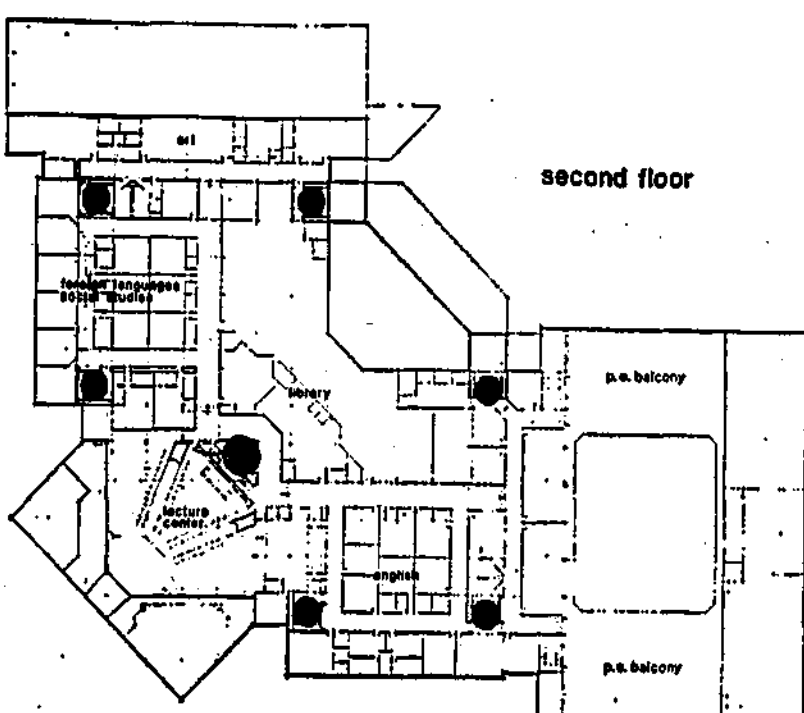 art
second floor
foreign languages
social studies
p.e. balcony
library
lecture
center
english
p.e. balcony